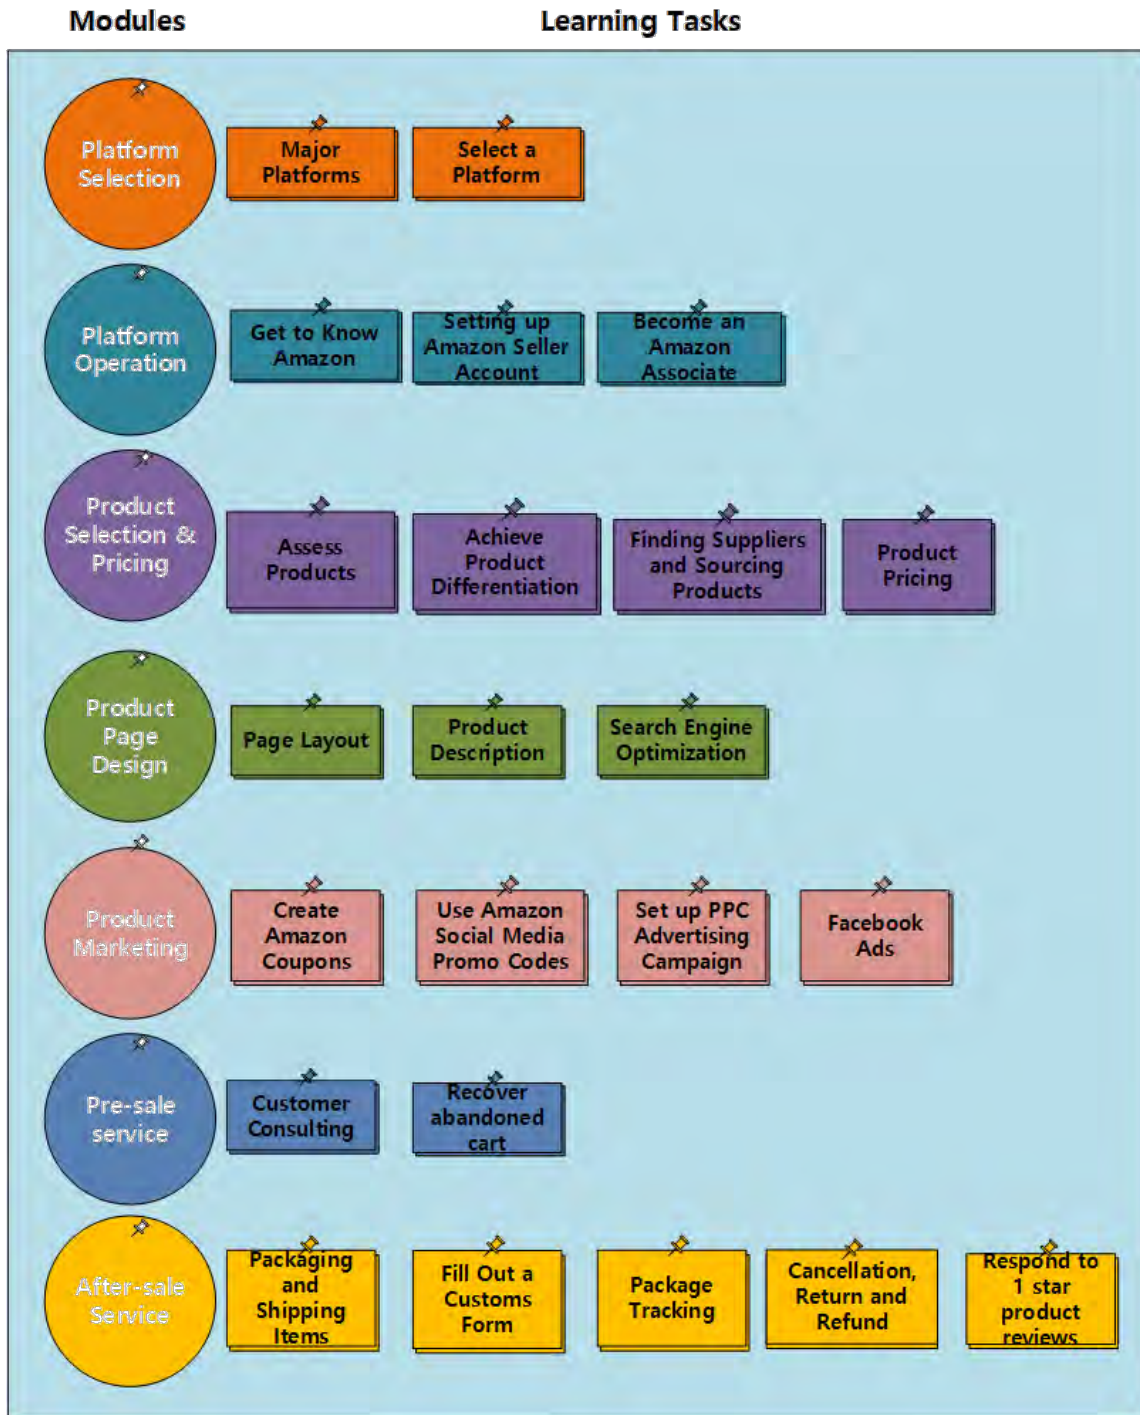 Modules
Learning Tasks
Platform
Selection
Major
Platforms
Select a
Platform
Platform
Operation
Get to Know
Amazon
Setting up
Amazon Seller
Account
Become an
Amazon
Associate
Product
Selection &
Pricing
Assess
Products
Achieve
Product
Differentiation
Finding Suppliers
and Sourcing
Products
Product
Pricing
Product
Page
Design
Page Layout
Product
Description
Search Engine
Optimization
Product
Marketing
Create
Amazon
Coupons
Use Amazon
Social Media
Promo Codes
Set up PPC
Advertising
Campaign
Facebook
Ads
Pre-sale
service
Customer
Consulting
Recover
abandoned
cart
After-sale
Service
Packaging
and
Shipping
Items
Fill Out a
Customs
Form
Package
Tracking
Cancellation,
Return and
Refund
Respond to
1 star
product
reviews